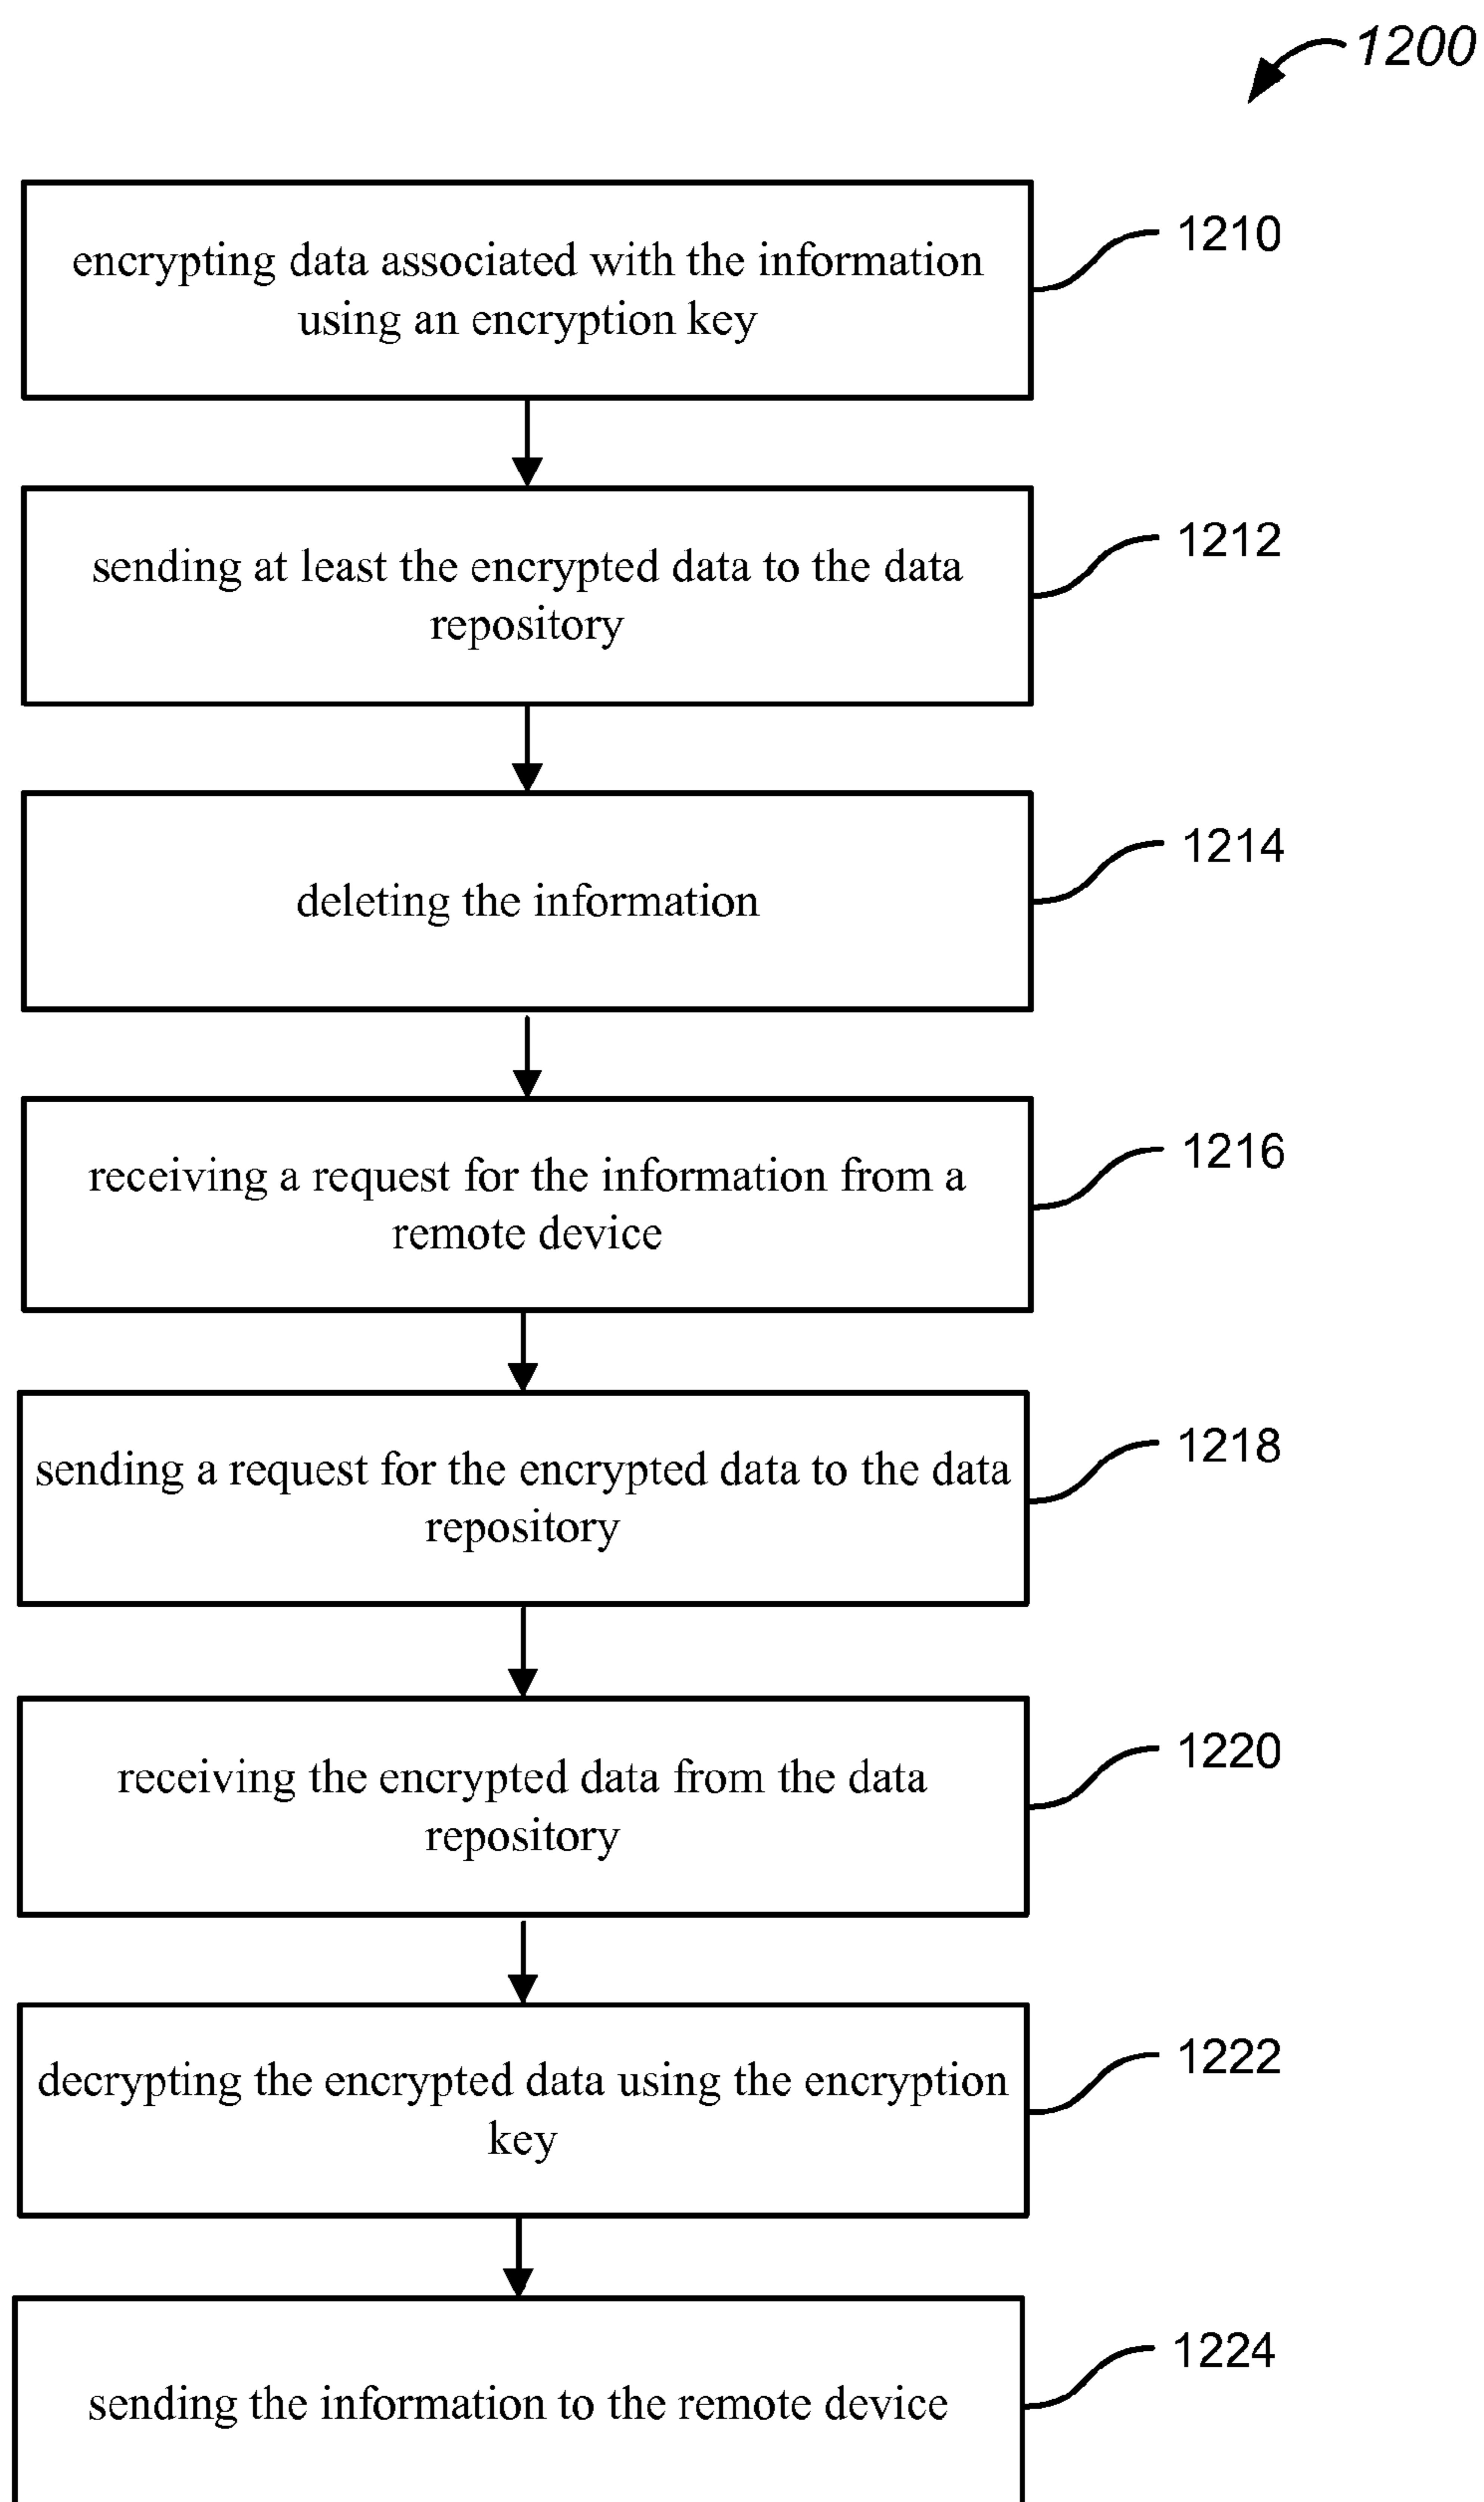 1200
encrypting data associated with the information
using an encryption key
1210
sending at least the encrypted data to the data
repository
1212
deleting the information
1214
receiving a request for the information from a
remote device
1216
sending a request for the encrypted data to the data
repository
1218
receiving the encrypted data from the data
repository
1220
decrypting the encrypted data using the encryption
key
1222
sending the information to the remote device
1224